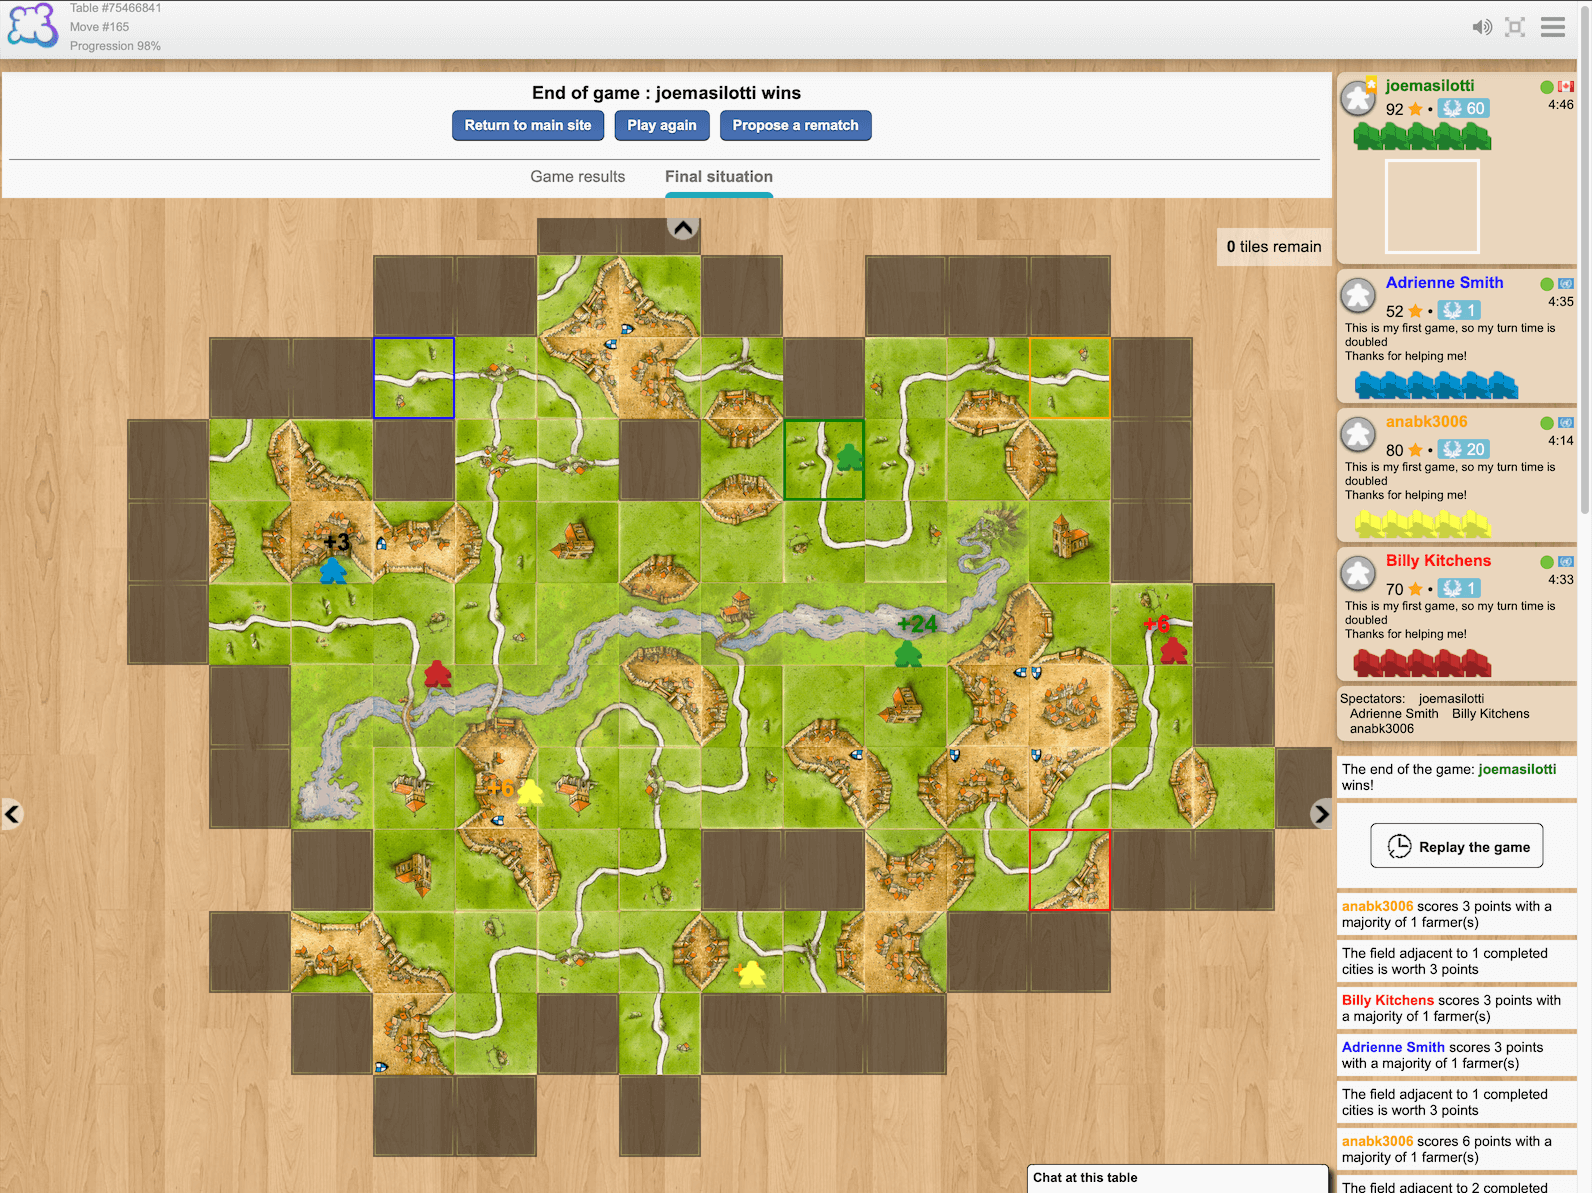 Table #75466841
Move #165
Progression 98%
End of game : joemasilotti wins
Return to main site
Play again
Propose a rematch
Game results
Final situation
0 tiles remain
+3
+24
+6
+6
joemasilotti
92 • 60
4:46
Adrienne Smith
52 • 1
4:35
This is my first game, so my turn time is
doubled
Thanks for helping me!
anabk3006
80 • 20
4:14
This is my first game, so my turn time is
doubled
Thanks for helping me!
Billy Kitchens
70 • 1
4:33
This is my first game, so my turn time is
doubled
Thanks for helping me!
Spectators: joemasilotti
Adrienne Smith Billy Kitchens
anabk3006
The end of the game: joemasilotti
wins!
Replay the game
anabk3006 scores 3 points with a
majority of 1 farmer(s)
The field adjacent to 1 completed
cities is worth 3 points
Billy Kitchens scores 3 points with
a majority of 1 farmer(s)
Adrienne Smith scores 3 points
with a majority of 1 farmer(s)
The field adjacent to 1 completed
cities is worth 3 points
anabk3006 scores 6 points with a
majority of 1 farmer(s)
The field adjacent to 2 completed
Chat at this table